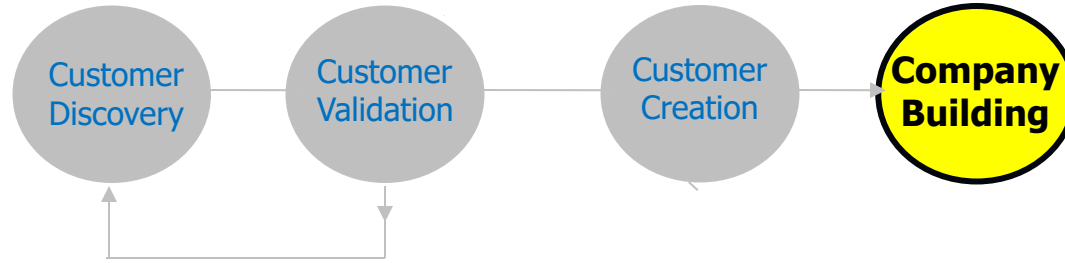 Customer
Discovery
Customer
Validation
Customer
Creation
Company
Building